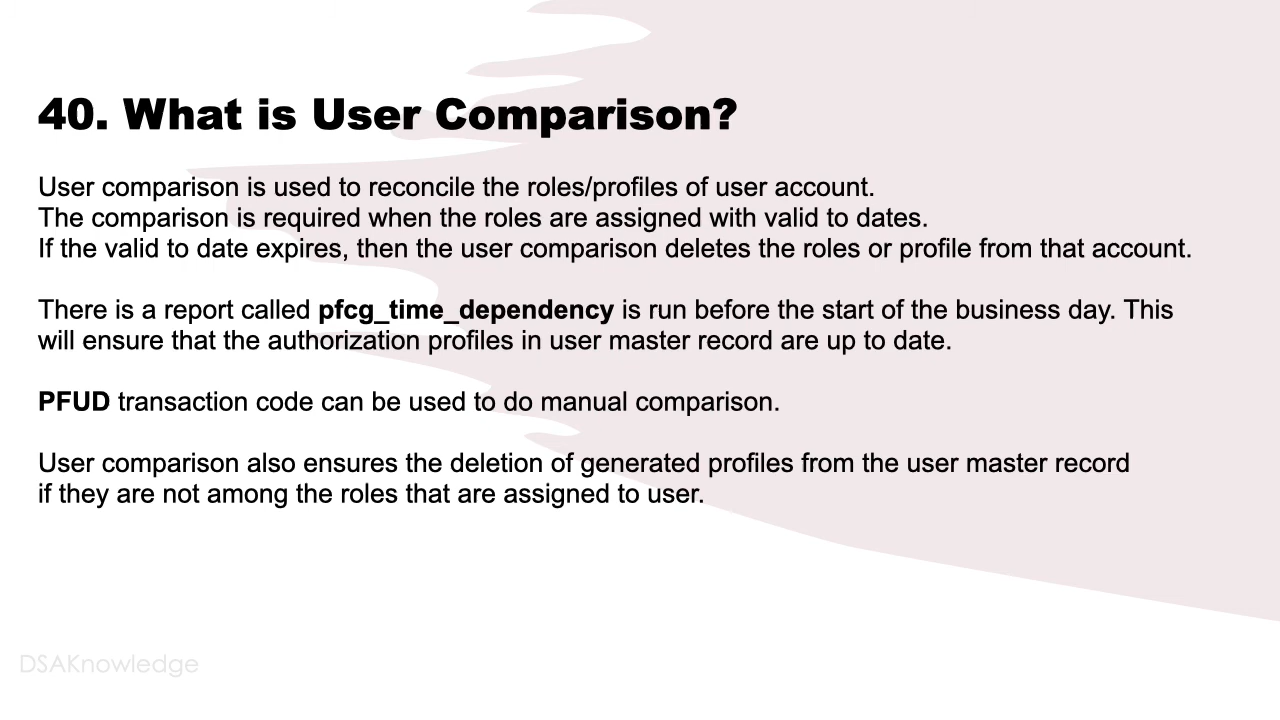 40. What is User Comparison?
User comparison is used to reconcile the roles/profiles of user account.
The comparison is required when the roles are assigned with valid to dates.
If the valid to date expires, then the user comparison deletes the roles or profile from that account.
There is a report called pfcg_time_dependency is run before the start of the business day. This
will ensure that the authorization profiles in user master record are up to date.
PFUD transaction code can be used to do manual comparison.
User comparison also ensures the deletion of generated profiles from the user master record
if they are not among the roles that are assigned to user.
DSAKnowledge